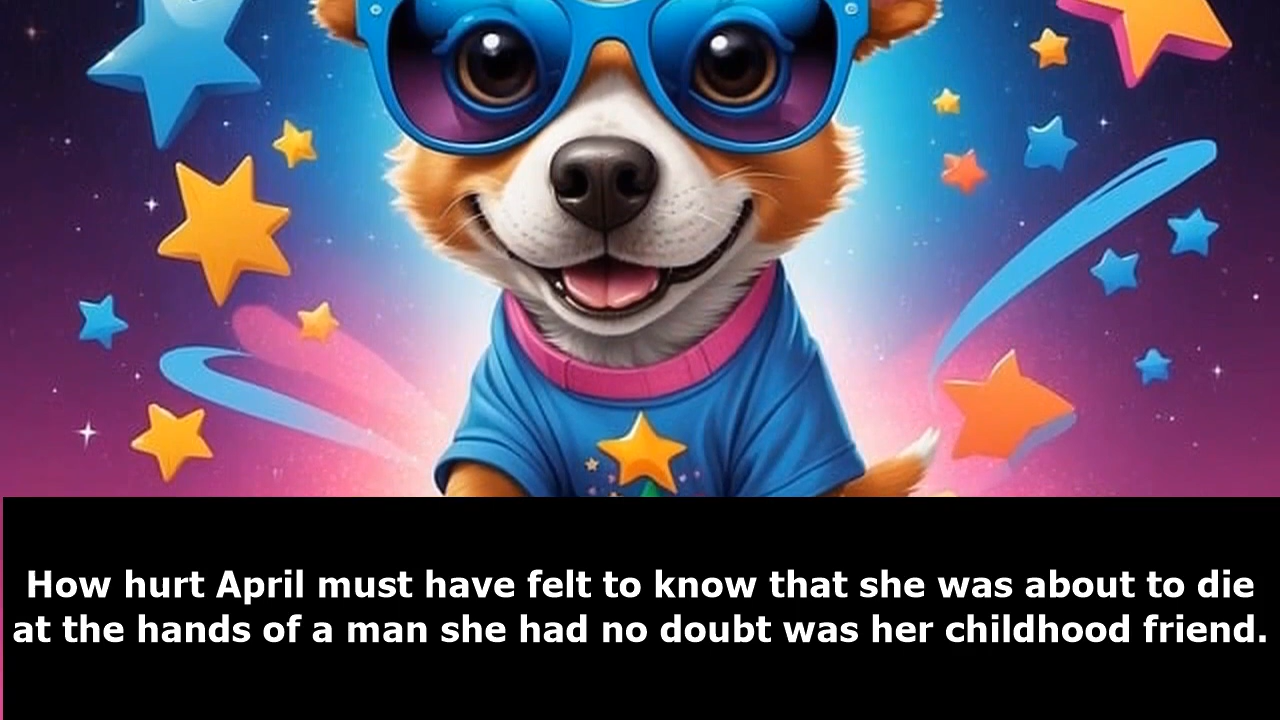 How hurt April must have felt to know that she was about to die
at the hands of a man she had no doubt was her childhood friend.